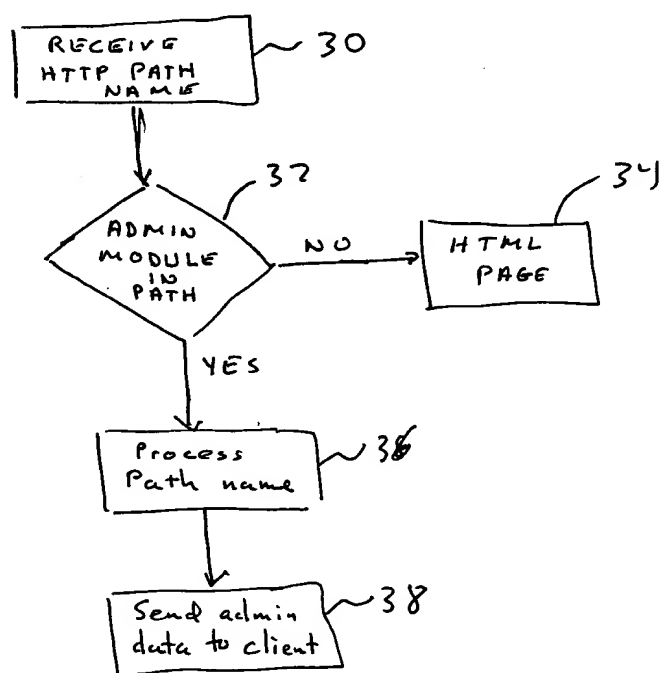 RECEIVE
HTTP PATH
NAME
30
32
ADMIN
MODULE
IN
PATH
NO
34
HTML
PAGE
YES
Process
Path name
36
Send admin
data to client
38